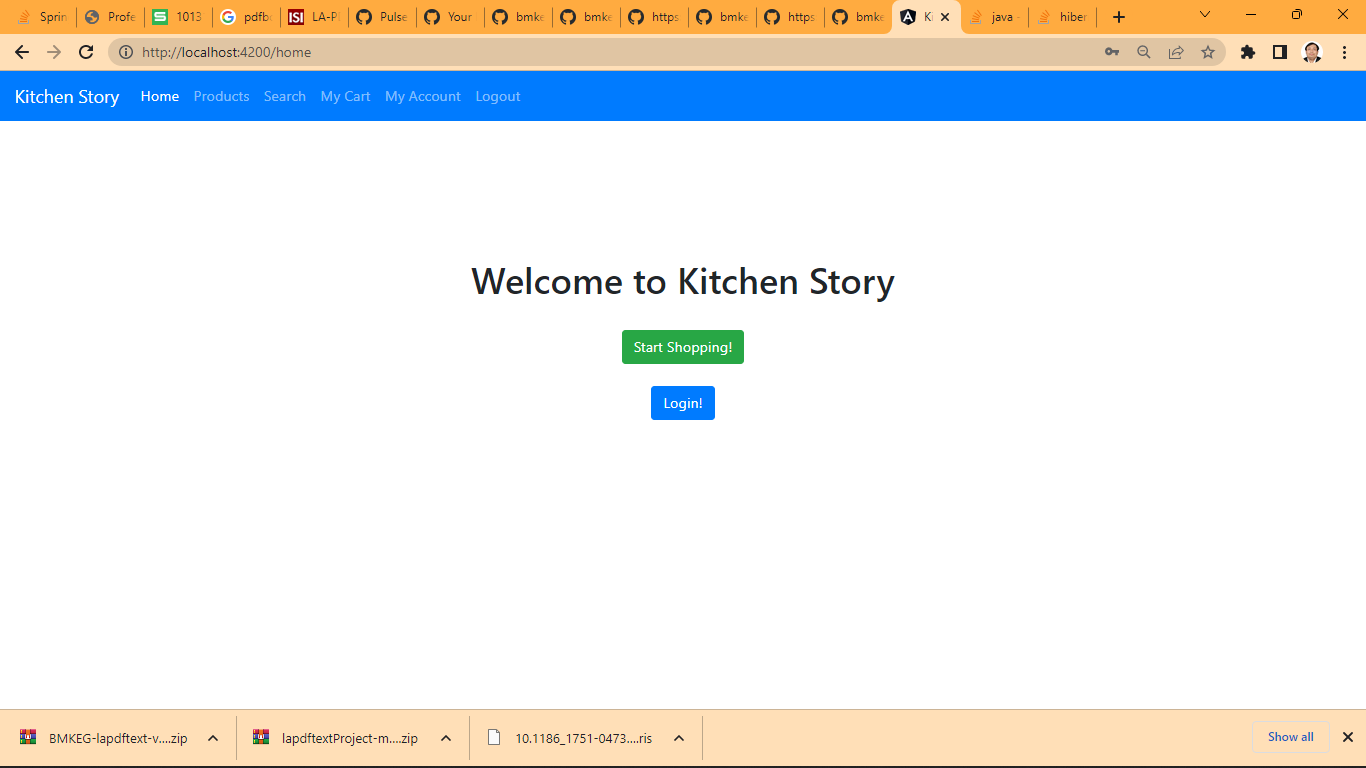 Sprin
Profe
1013
pdfb
LA-P
Pulse
Your
bmke
bmke
https
bmke
https
bmke
Ki
java -
hiber
http://localhost:4200/home
Kitchen Story Home Products Search My Cart My Account Logout
Welcome to Kitchen Story
Start Shopping!
Login!
BMKEG-lapdftext-v....zip
lapdftextProject-m....zip
10.1186_1751-0473....ris
Show all